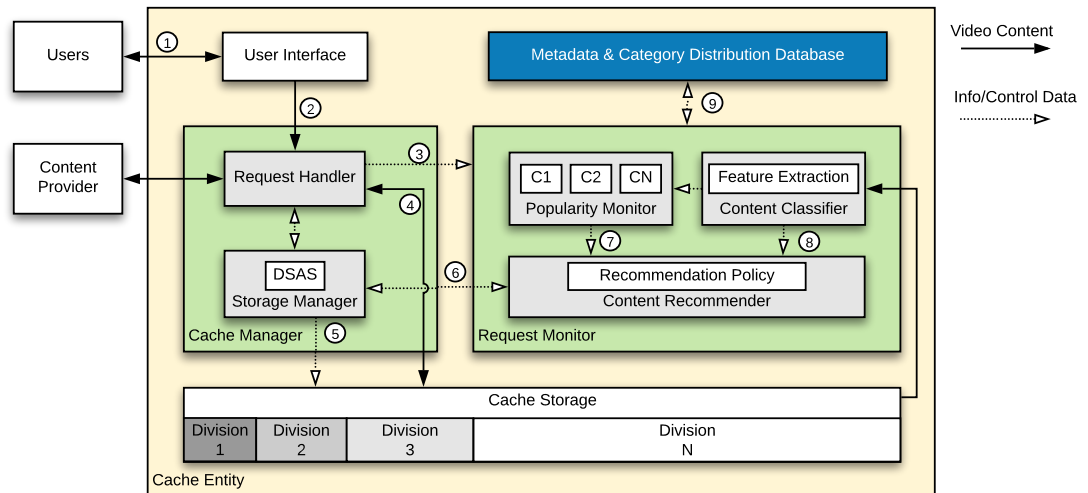 Users
1
User Interface
Metadata & Category Distribution Database
Video Content
Info/Control Data
2
9
Content
Provider
Request Handler
3
4
C1
C2
CN
Popularity Monitor
Feature Extraction
Content Classifier
7
8
DSAS
Storage Manager
6
Recommendation Policy
Content Recommender
Cache Manager
5
Request Monitor
Cache Storage
Division
1
Division
2
Division
3
Division
N
Cache Entity